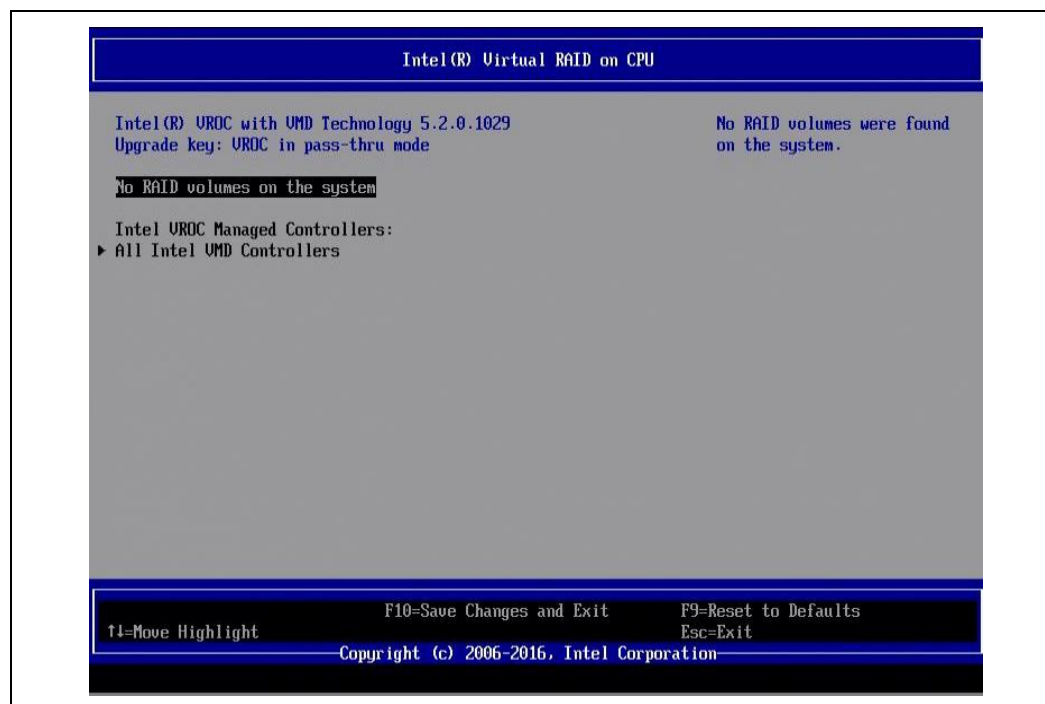 Intel(R) Virtual RAID on CPU
Intel(R) VROC with VMD Technology 5.2.0.1029
Upgrade key: VROC in pass-thru mode
No RAID volumes were found
on the system.
No RAID volumes on the system
Intel VROC Managed Controllers:
▶ All Intel VMD Controllers
F10=Save Changes and Exit
F9=Reset to Defaults
↑↓=Move Highlight
Esc=Exit
Copyright (c) 2006-2016, Intel Corporation